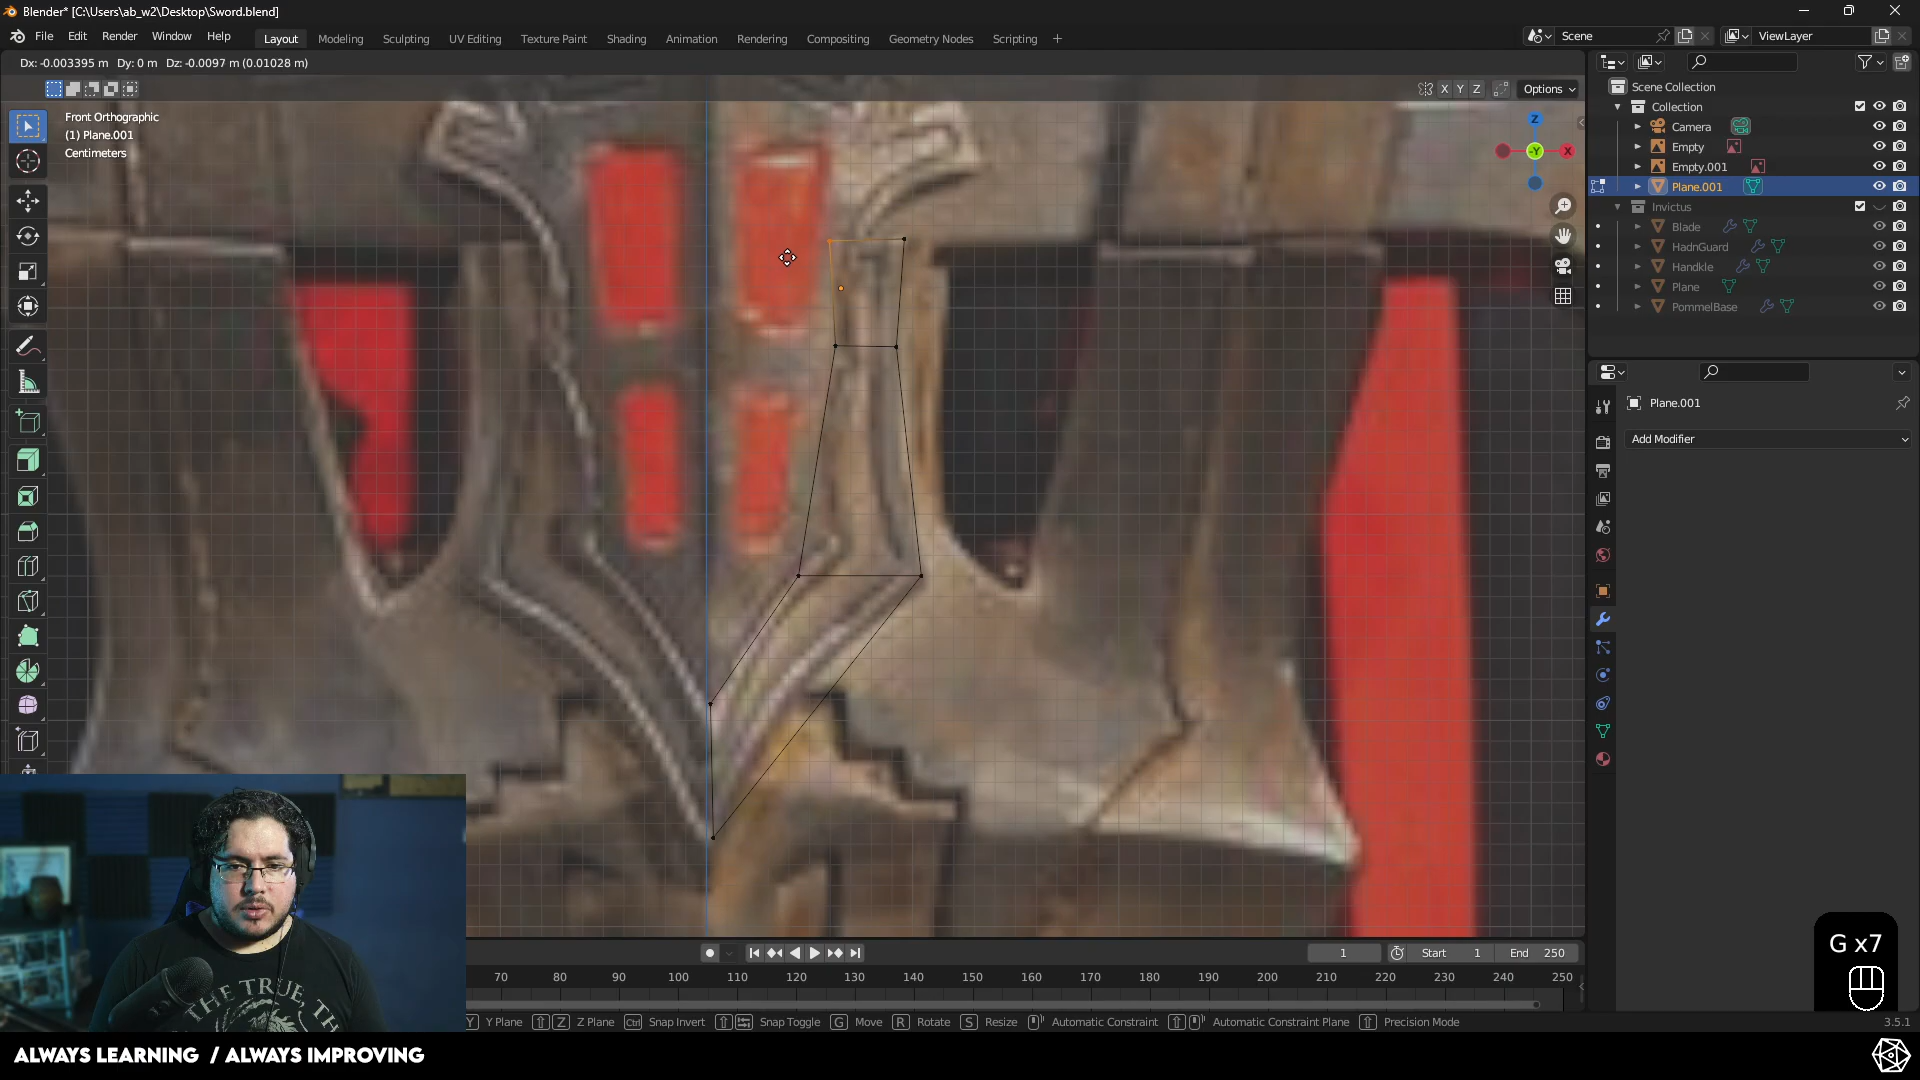 Blender* [C:\Users\ab_w2\Desktop\Sword.blend]
File Edit Render Window Help Layout Modeling Sculpting UV Editing Texture Paint Shading Animation Rendering Compositing Geometry Nodes Scripting + Scene ViewLayer
Dx: -0.003395 m Dy: 0 m Dz: -0.0097 m (0.01028 m)
X Y Z Options
Front Orthographic
(1) Plane.001
Centimeters
Z
-Y
X
Scene Collection
Collection
Camera
Empty
Empty.001
Plane.001
Invictus
Blade
HadnGuard
Handkle
Plane
PommelBase
Plane.001
Add Modifier
G x7
1 Start 1 End 250
70 80 90 100 110 120 130 140 150 160 170 180 190 200 210 220 230 240 250
Y Y Plane Z Z Plane Ctrl Snap Invert Snap Toggle G Move R Rotate S Resize Automatic Constraint Automatic Constraint Plane Precision Mode 3.5.1
THE TRUE, TH
ALWAYS LEARNING / ALWAYS IMPROVING